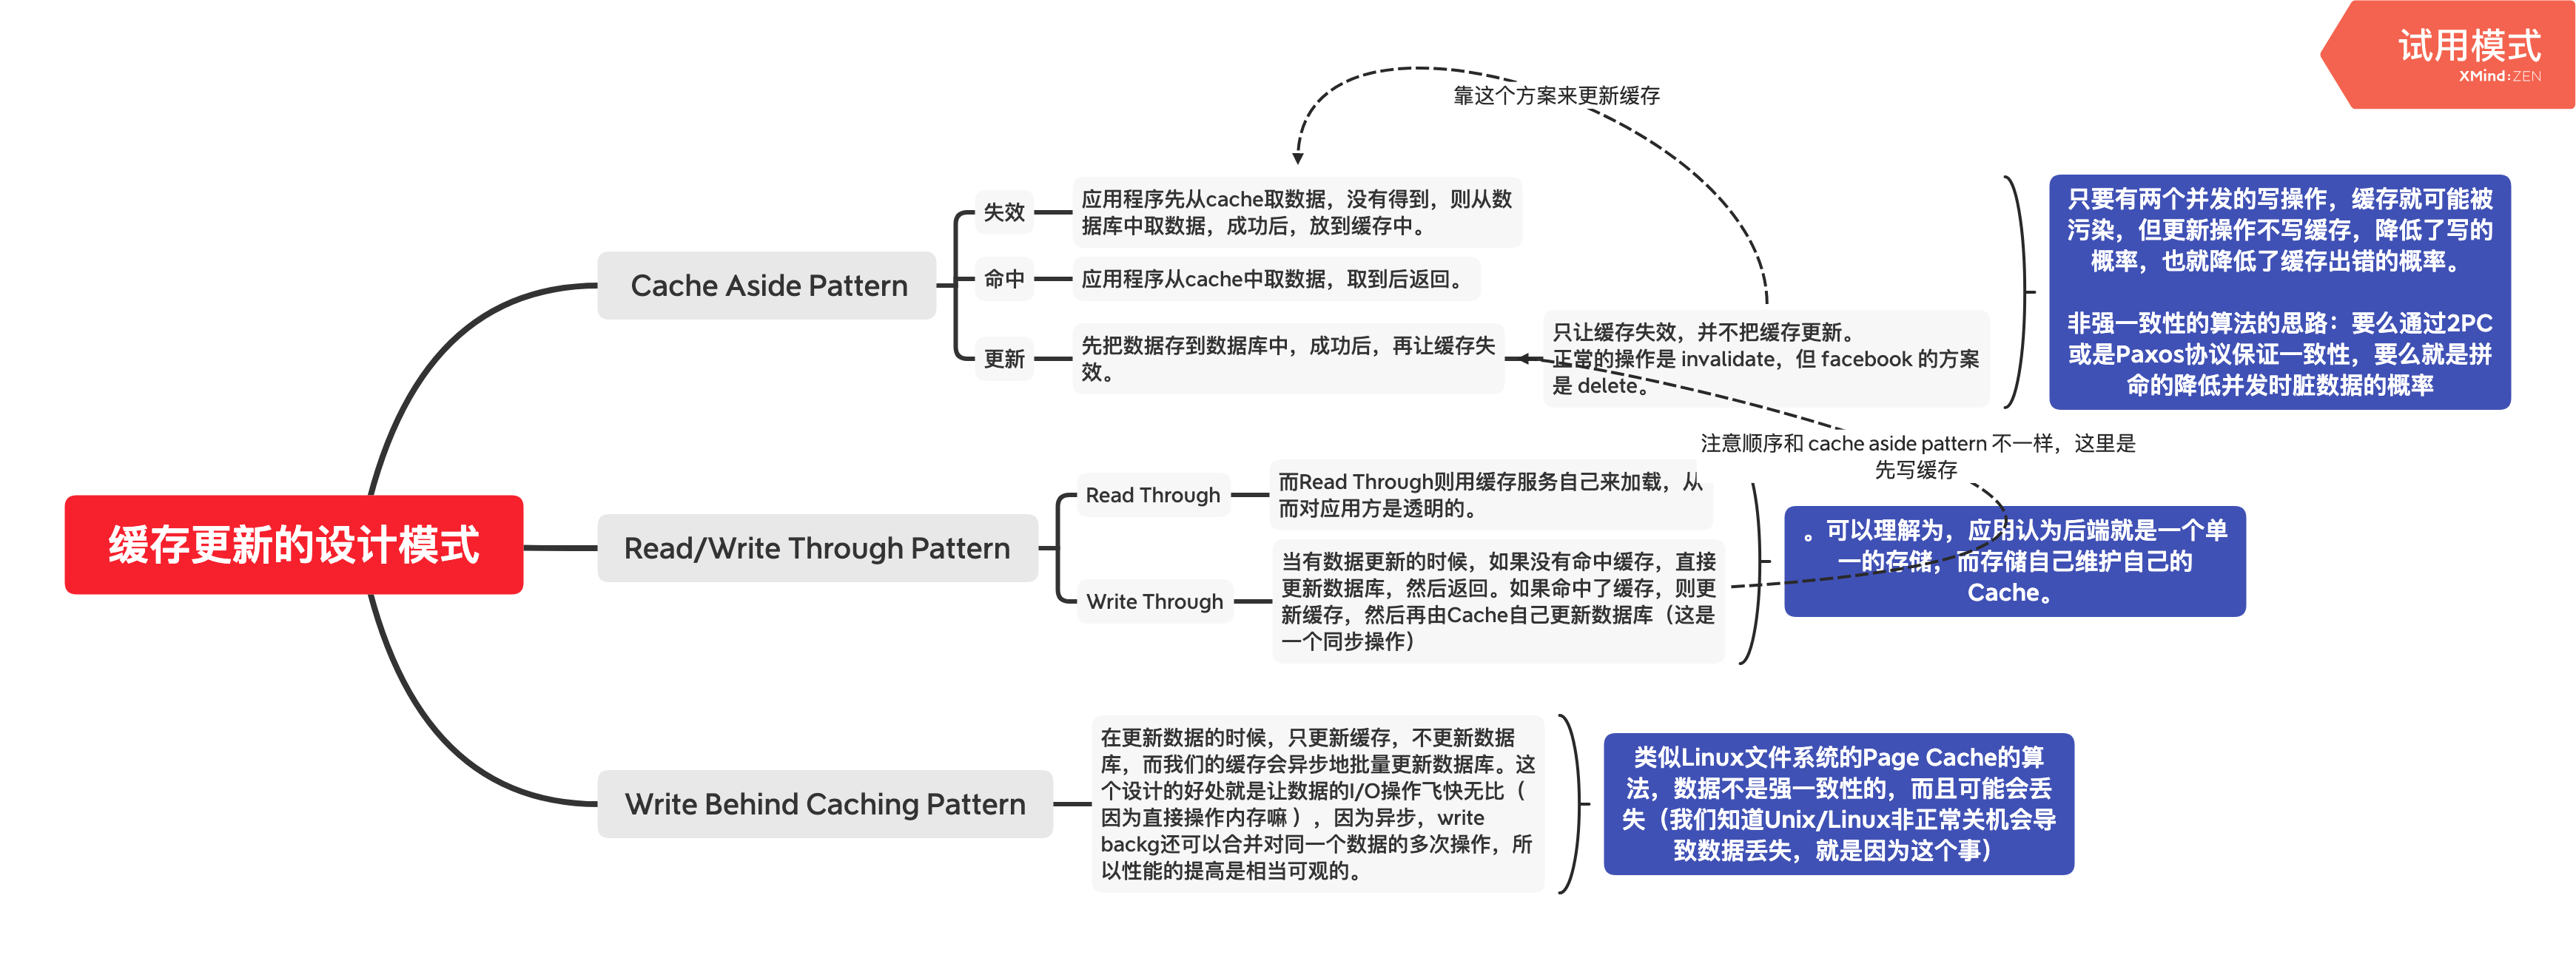 试用模式
XMind:ZEN
靠这个方案来更新缓存
缓存更新的设计模式
Cache Aside Pattern
失效
应用程序先从cache取数据，没有得到，则从数
据库中取数据，成功后，放到缓存中。
命中
应用程序从cache中取数据，取到后返回。
更新
先把数据存到数据库中，成功后，再让缓存失
效。
只让缓存失效，并不把缓存更新。
正常的操作是 invalidate，但 facebook 的方案
是 delete。
只要有两个并发的写操作，缓存就可能被
污染，但更新操作不写缓存，降低了写的
概率，也就降低了缓存出错的概率。
非强一致性的算法的思路：要么通过2PC
或是Paxos协议保证一致性，要么就是拼
命的降低并发时脏数据的概率
注意顺序和 cache aside pattern 不一样，这里是
先写缓存
Read/Write Through Pattern
Read Through
而Read Through则用缓存服务自己来加载，从
而对应用方是透明的。
Write Through
当有数据更新的时候，如果没有命中缓存，直接
更新数据库，然后返回。如果命中了缓存，则更
新缓存，然后再由Cache自己更新数据库（这是
一个同步操作）
。可以理解为，应用认为后端就是一个单
一的存储，而存储自己维护自己的
Cache。
Write Behind Caching Pattern
在更新数据的时候，只更新缓存，不更新数据
库，而我们的缓存会异步地批量更新数据库。这
个设计的好处就是让数据的I/O操作飞快无比（
因为直接操作内存嘛 ），因为异步，write
backg还可以合并对同一个数据的多次操作，所
以性能的提高是相当可观的。
类似Linux文件系统的Page Cache的算
法，数据不是强一致性的，而且可能会丢
失（我们知道Unix/Linux非正常关机会导
致数据丢失，就是因为这个事）